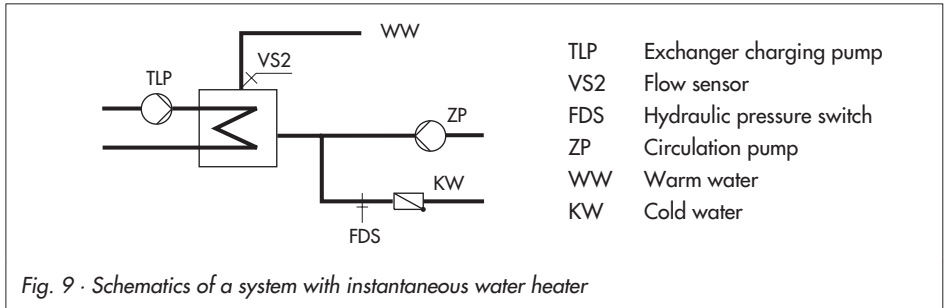 WW
VS2
TLP
ZP
KW
FDS
TLP Exchanger charging pump
VS2 Flow sensor
FDS Hydraulic pressure switch
ZP Circulation pump
WW Warm water
KW Cold water
Fig. 9 · Schematics of a system with instantaneous water heater